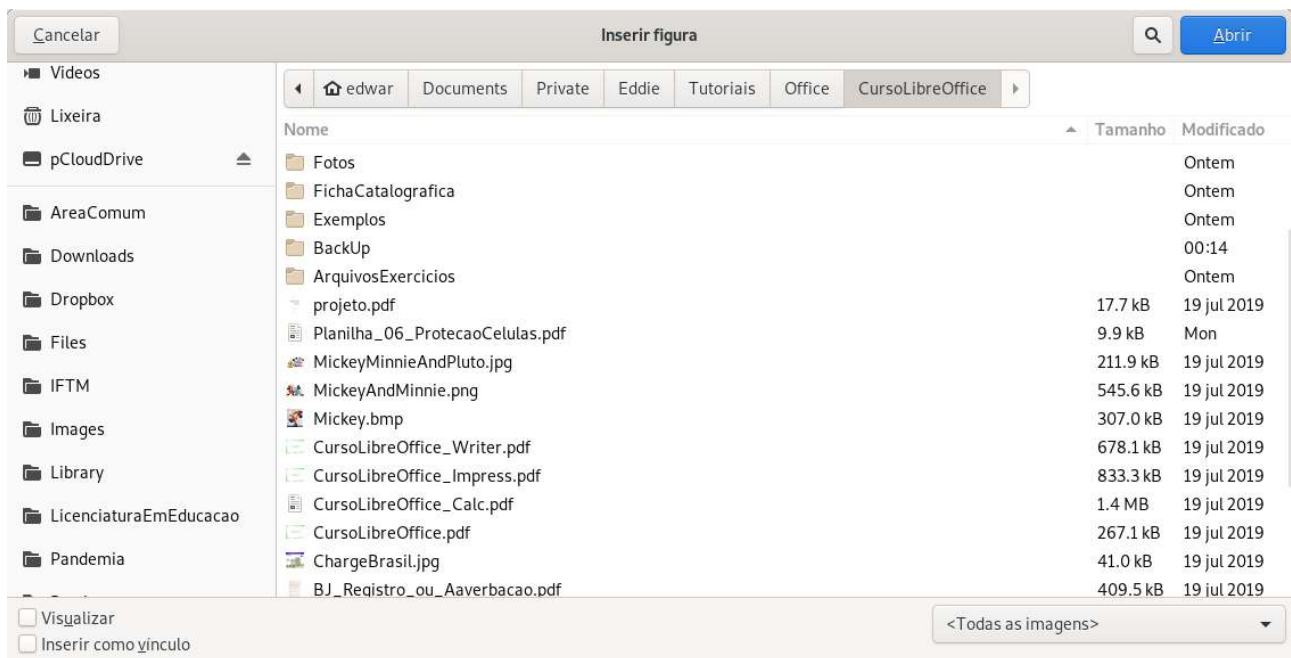 Cancelar
Inserir figura
Abrir
Videos
Lixeira
pCloudDrive
AreaComum
Downloads
Dropbox
Files
IFTM
Images
Library
LicenciaturaEmEducacao
Pandemia
edwar Documents Private Eddie Tutoriais Office CursoLibreOffice
Nome Tamanho Modificado
Fotos Ontem
FichaCatalografica Ontem
Exemplos Ontem
BackUp 00:14
ArquivosExercicios Ontem
projeto.pdf 17.7 kB 19 jul 2019
Planilha_06_ProtecaoCelulas.pdf 9.9 kB Mon
MickeyMinnieAndPluto.jpg 211.9 kB 19 jul 2019
MickeyAndMinnie.png 545.6 kB 19 jul 2019
Mickey.bmp 307.0 kB 19 jul 2019
CursoLibreOffice_Writer.pdf 678.1 kB 19 jul 2019
CursoLibreOffice_Impress.pdf 833.3 kB 19 jul 2019
CursoLibreOffice_Calc.pdf 1.4 MB 19 jul 2019
CursoLibreOffice.pdf 267.1 kB 19 jul 2019
ChargeBrasil.jpg 41.0 kB 19 jul 2019
BJ_Registro_ou_Aaverbacao.pdf 409.5 kB 19 jul 2019
Visualizar
Inserir como vínculo
<Todas as imagens>